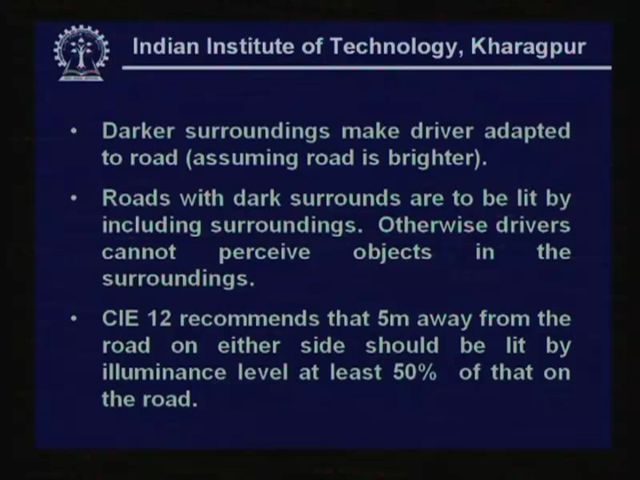 Indian Institute of Technology, Kharagpur
• Darker surroundings make driver adapted
to road (assuming road is brighter).
• Roads with dark surrounds are to be lit by
including surroundings. Otherwise drivers
cannot perceive objects in the
surroundings.
• CIE 12 recommends that 5m away from the
road on either side should be lit by
illuminance level at least 50% of that on
the road.